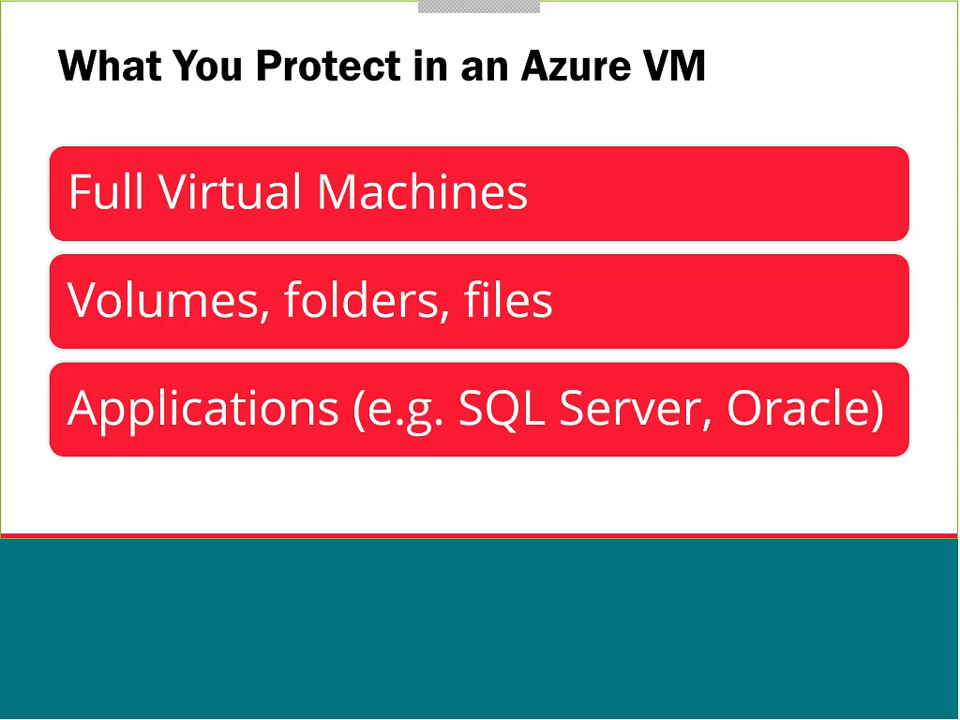 What You Protect in an Azure VM
Full Virtual Machines
Volumes, folders, files
Applications (e.g. SQL Server, Oracle)